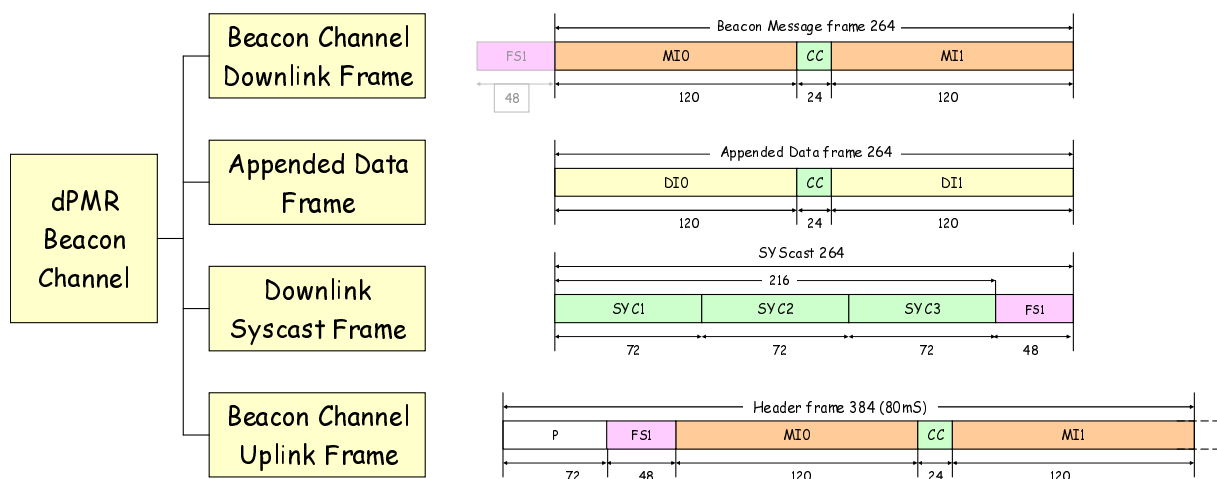 dPMR
Beacon
Channel
Beacon Channel
Downlink Frame
Beacon Message frame 264
FS1 MI0 CC MI1
48 120 24 120
Appended Data
Frame
Appended Data frame 264
DI0 CC DI1
120 24 120
Downlink
Syscast Frame
SYScast 264
216
SYC1 SYC2 SYC3 FS1
72 72 72 48
Beacon Channel
Uplink Frame
Header frame 384 (80mS)
P FS1 MI0 CC MI1
72 48 120 24 120